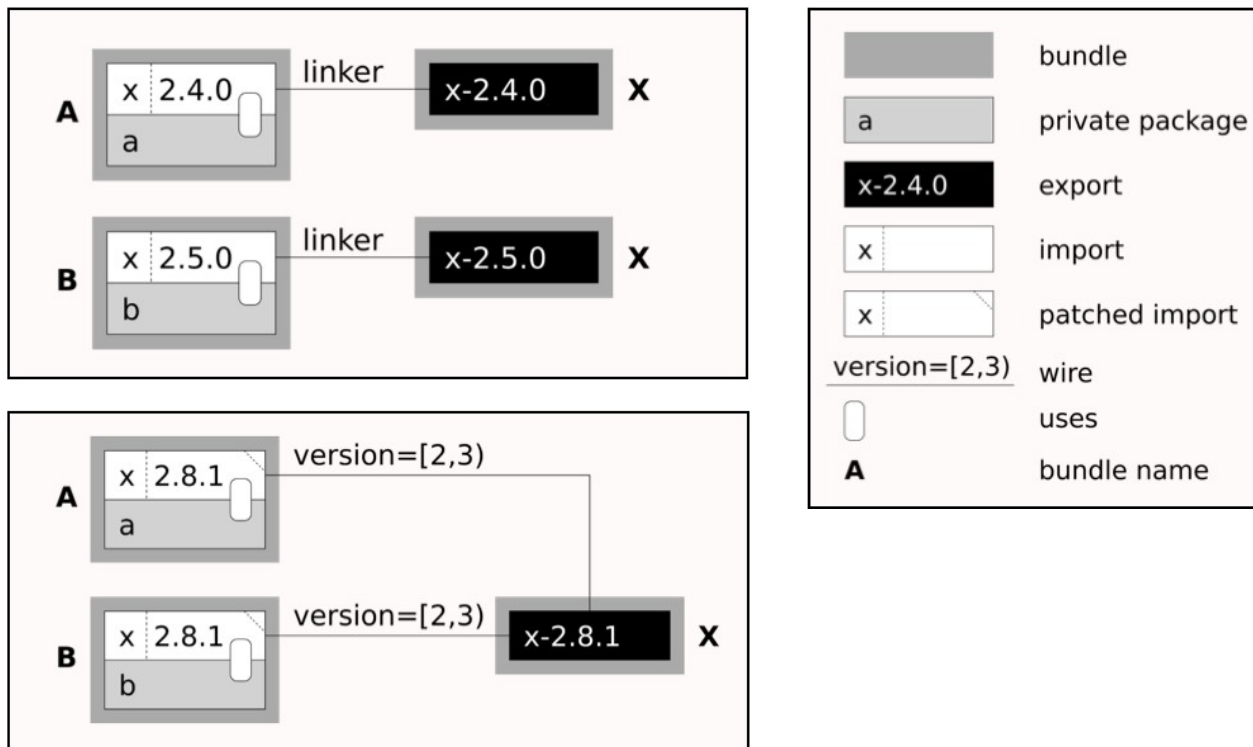 linker
x 2.4.0
x-2.4.0
X
A
a
linker
x 2.5.0
x-2.5.0
X
B
b
version=[2,3)
x 2.8.1
A
a
version=[2,3)
x 2.8.1
x-2.8.1
X
B
b
bundle
a private package
x-2.4.0 export
x import
x patched import
version=[2,3) wire
uses
A bundle name